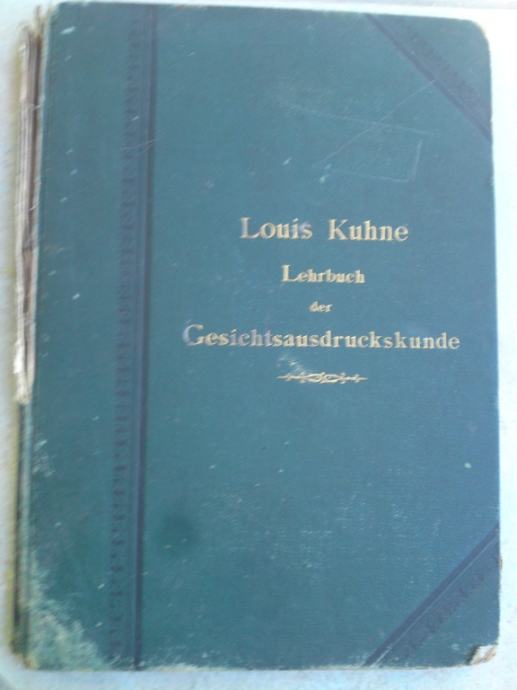 Louis Kuhne
Lehrbuch
der
Gesichtsausdruckskunde